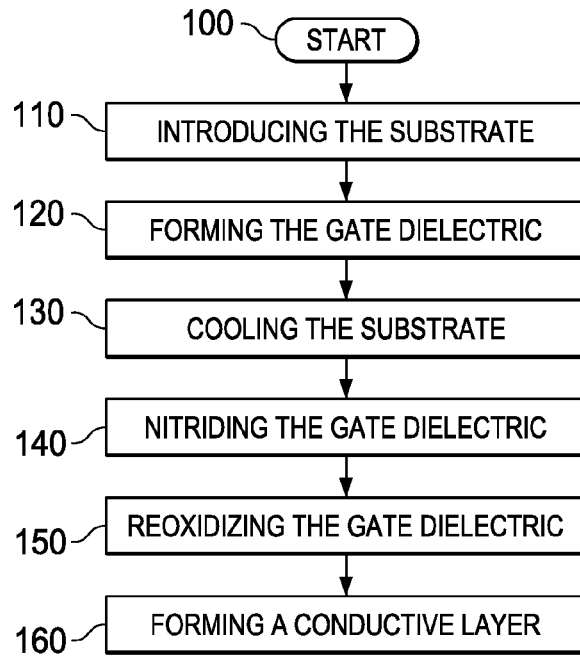 100 START
110 INTRODUCING THE SUBSTRATE
120 FORMING THE GATE DIELECTRIC
130 COOLING THE SUBSTRATE
140 NITRIDING THE GATE DIELECTRIC
150 REOXIDIZING THE GATE DIELECTRIC
160 FORMING A CONDUCTIVE LAYER